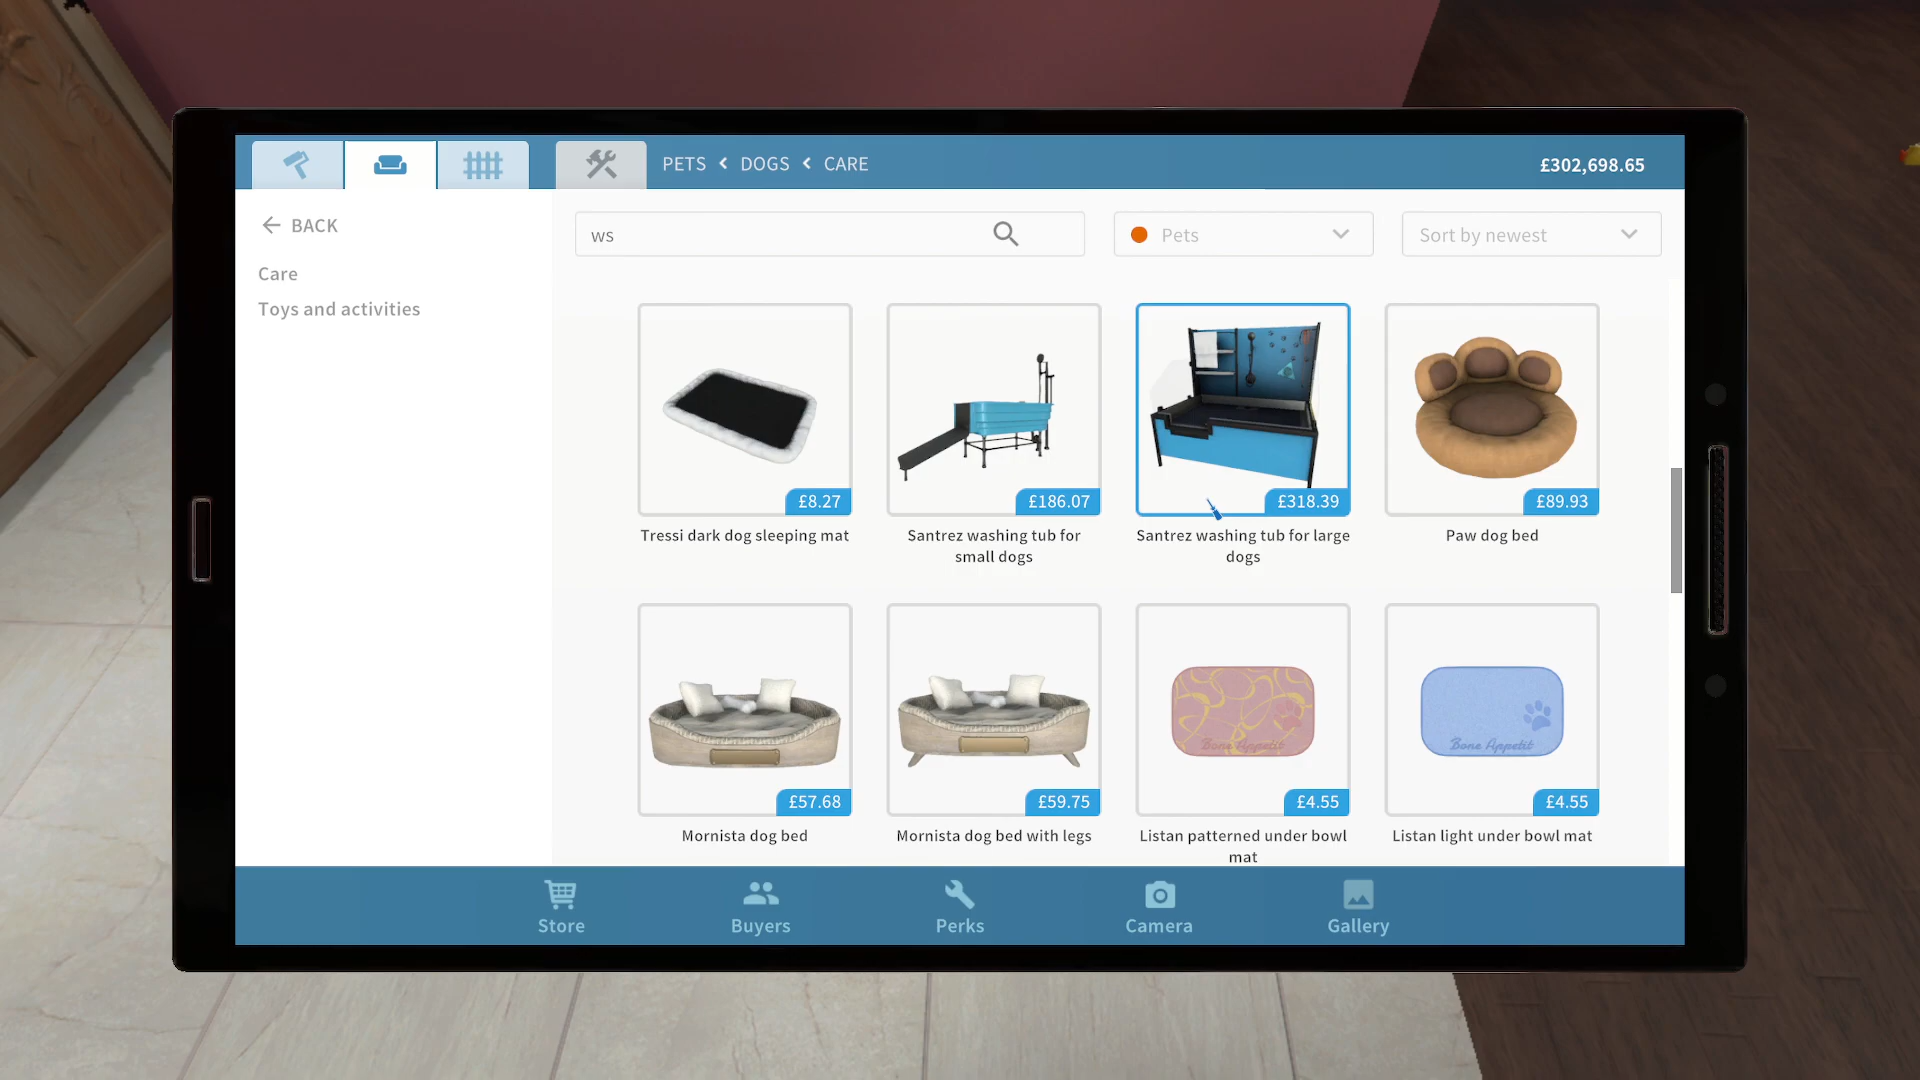 PETS < DOGS < CARE
£302,698.65
BACK
Care
Toys and activities
ws
Pets
Sort by newest
£8.27
£186.07
£318.39
£89.93
Tressi dark dog sleeping mat
Santrez washing tub for
small dogs
Santrez washing tub for large
dogs
Paw dog bed
Bone Appetit
Bone Appetit
£57.68
£59.75
£4.55
£4.55
Mornista dog bed
Mornista dog bed with legs
Listan patterned under bowl
mat
Listan light under bowl mat
Store
Buyers
Perks
Camera
Gallery